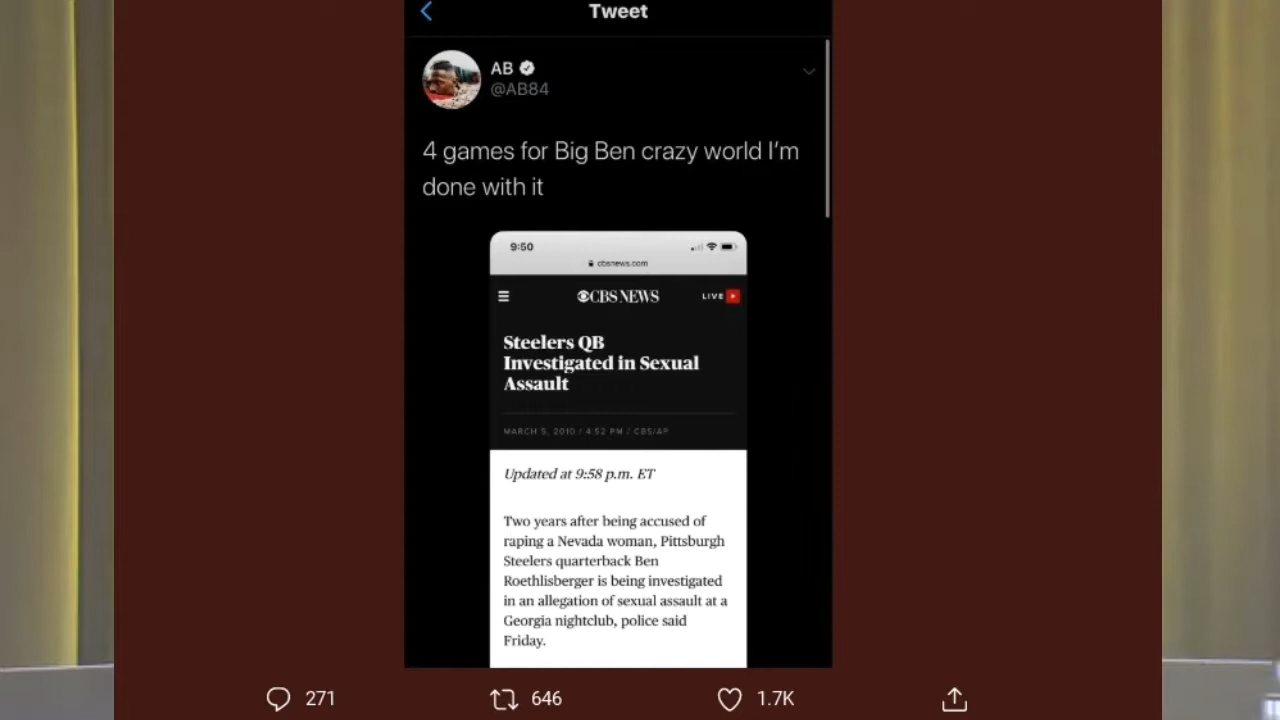 Tweet
AB
@AB84
4 games for Big Ben crazy world I'm
done with it
9:50
cbsnews.com
CBS NEWS
LIVE
Steelers QB
Investigated in Sexual
Assault
MARCH 5, 2010 / 4:52 PM / CBS/AP
Updated at 9:58 p.m. ET
Two years after being accused of
raping a Nevada woman, Pittsburgh
Steelers quarterback Ben
Roethlisberger is being investigated
in an allegation of sexual assault at a
Georgia nightclub, police said
Friday.
271
646
1.7K